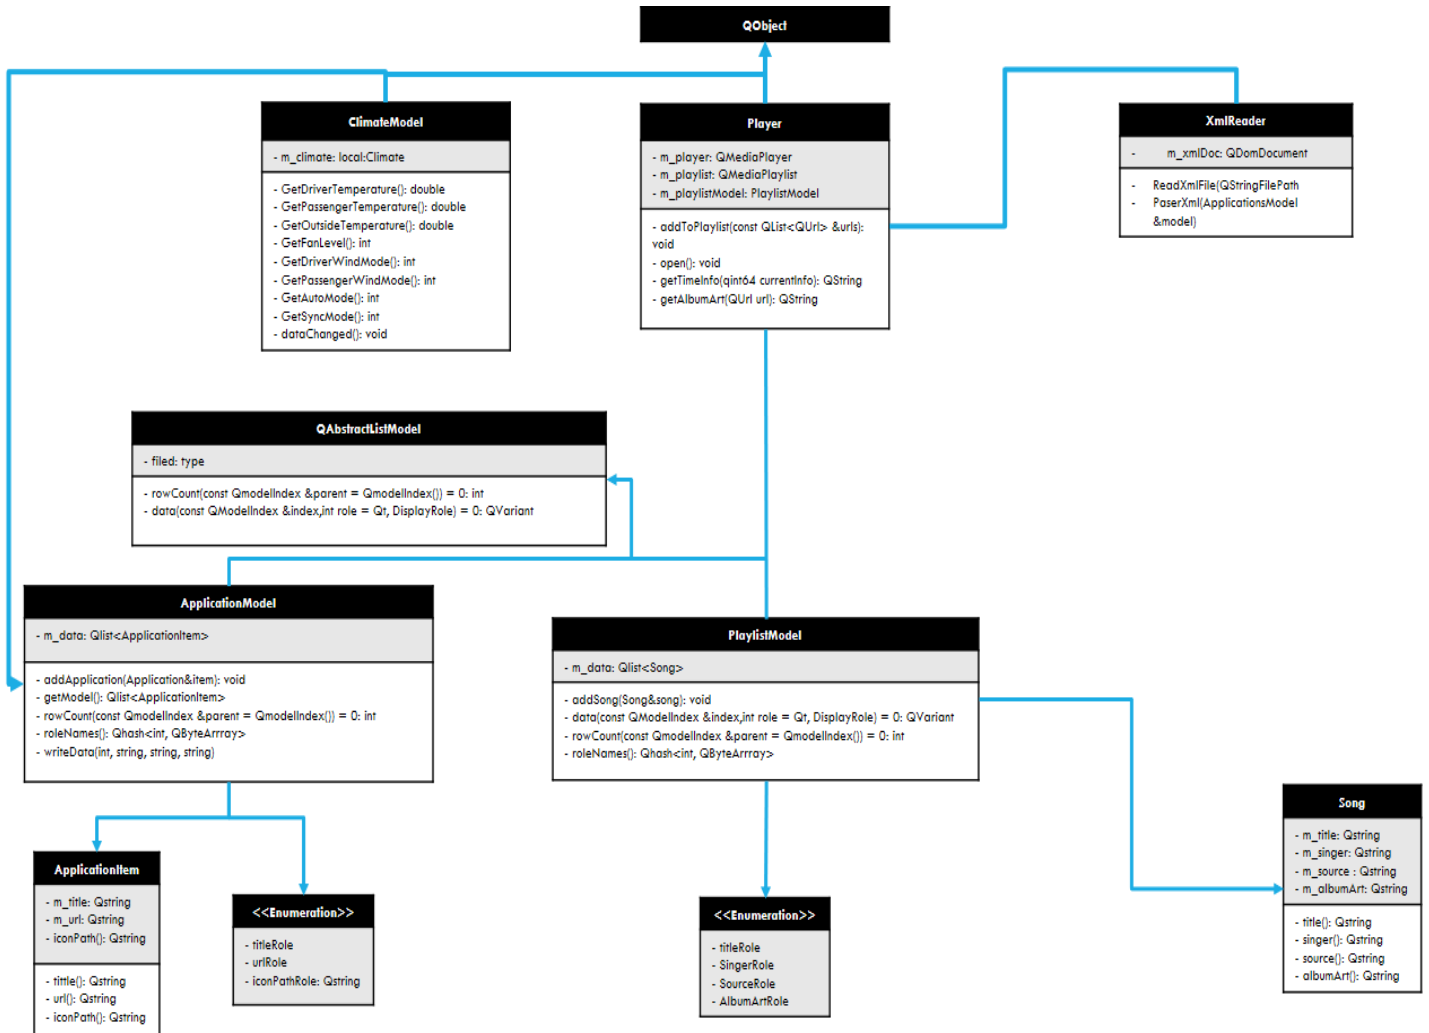 QObject
ClimateModel
- m_climate: local:Climate
- GetDriverTemperature(): double
- GetPassengerTemperature(): double
- GetOutsideTemperature(): double
- GetFanLevel(): int
- GetDriverWindMode(): int
- GetPassengerWindMode(): int
- GetAutoMode(): int
- GetSyncMode(): int
- dataChanged(): void
Player
- m_player: QMediaPlayer
- m_playlist: QMediaPlaylist
- m_playlistModel: PlaylistModel
- addToPlaylist(const QList<QUrl> &urls):
void
- open(): void
- getTimeInfo(qint64 currentInfo): QString
- getAlbumArt(QUrl url): QString
XmlReader
- m_xmlDoc: QDomDocument
- ReadXmlFile(QStringFilePath
- PaserXml(ApplicationsModel
&model)
QAbstractListModel
- filed: type
- rowCount(const QmodelIndex &parent = QmodelIndex()) = 0: int
- data(const QModelIndex &index,int role = Qt, DisplayRole) = 0: QVariant
ApplicationModel
- m_data: Qlist<ApplicationItem>
- addApplication(Application&item): void
- getModel(): Qlist<ApplicationItem>
- rowCount(const QmodelIndex &parent = QmodelIndex()) = 0: int
- roleNames(): Qhash<int, QByteArrray>
- writeData(int, string, string, string)
PlaylistModel
- m_data: Qlist<Song>
- addSong(Song&song): void
- data(const QModelIndex &index,int role = Qt, DisplayRole) = 0: QVariant
- rowCount(const QmodelIndex &parent = QmodelIndex()) = 0: int
- roleNames(): Qhash<int, QByteArrray>
ApplicationItem
- m_title: Qstring
- m_url: Qstring
- iconPath(): Qstring
- tittle(): Qstring
- url(): Qstring
- iconPath(): Qstring
<<Enumeration>>
- titleRole
- urlRole
- iconPathRole: Qstring
<<Enumeration>>
- titleRole
- SingerRole
- SourceRole
- AlbumArtRole
Song
- m_title: Qstring
- m_singer: Qstring
- m_source : Qstring
- m_albumArt: Qstring
- title(): Qstring
- singer(): Qstring
- source(): Qstring
- albumArt(): Qstring